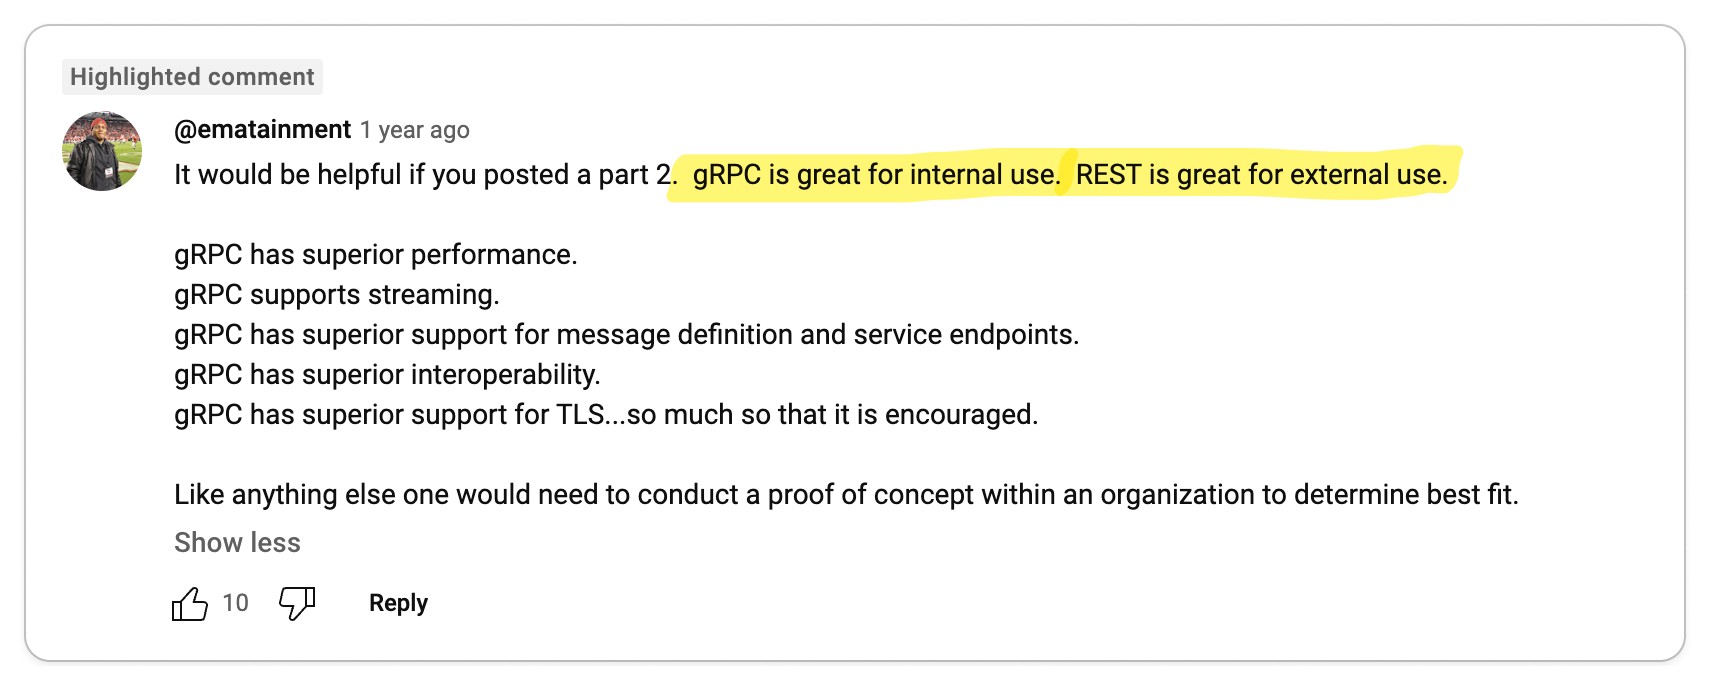 Highlighted comment
@ematainment 1 year ago
It would be helpful if you posted a part 2.  gRPC is great for internal use.  REST is great for external use.
gRPC has superior performance.
gRPC supports streaming.
gRPC has superior support for message definition and service endpoints.
gRPC has superior interoperability.
gRPC has superior support for TLS...so much so that it is encouraged.
Like anything else one would need to conduct a proof of concept within an organization to determine best fit.
Show less
10 Reply